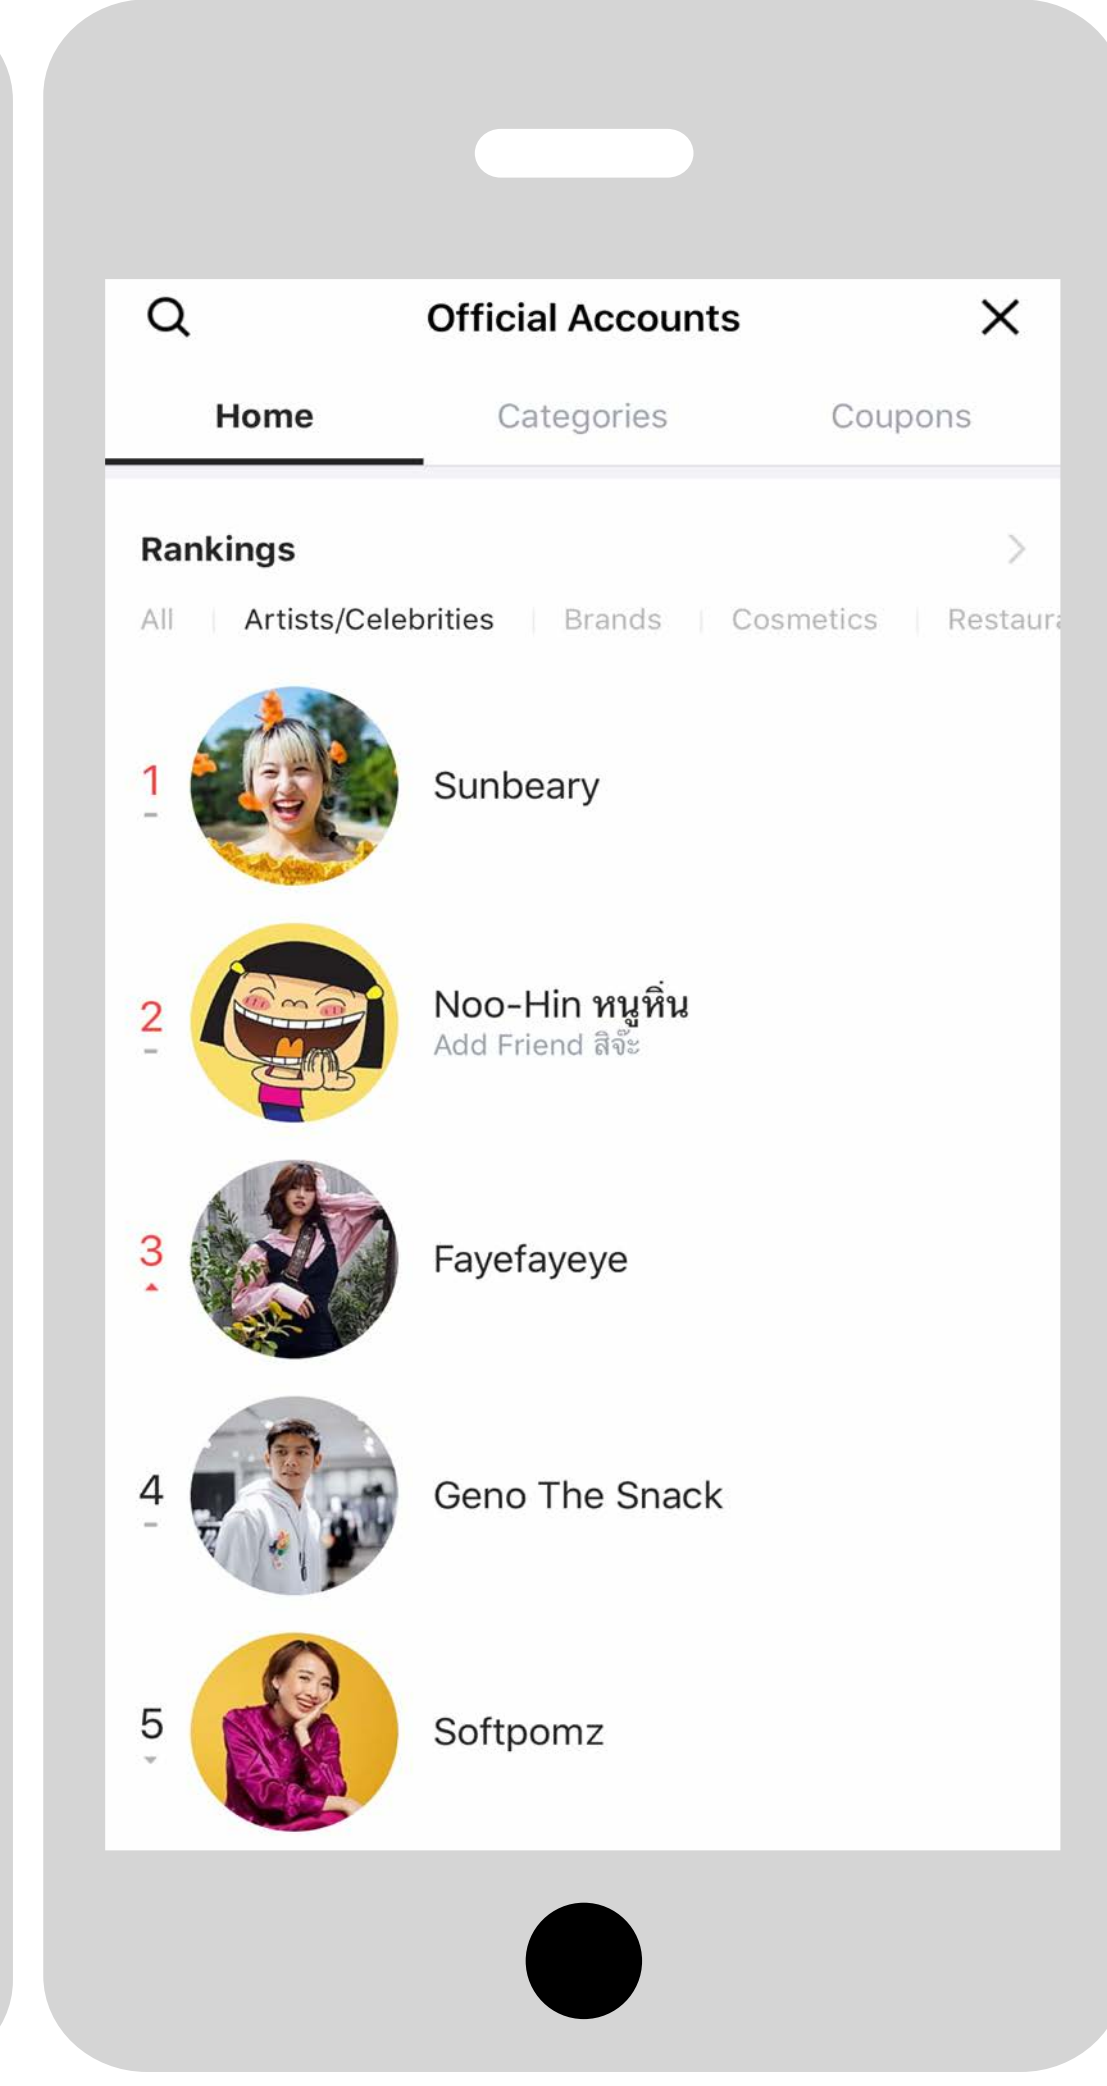 Official Accounts
Home Categories Coupons
Rankings
All Artists/Celebrities Brands Cosmetics Restaura
1 Sunbeary
2 Noo-Hin หนูหิ่น
Add Friend สิจ๊ะ
3 Fayefayeye
4 Geno The Snack
5 Softpomz